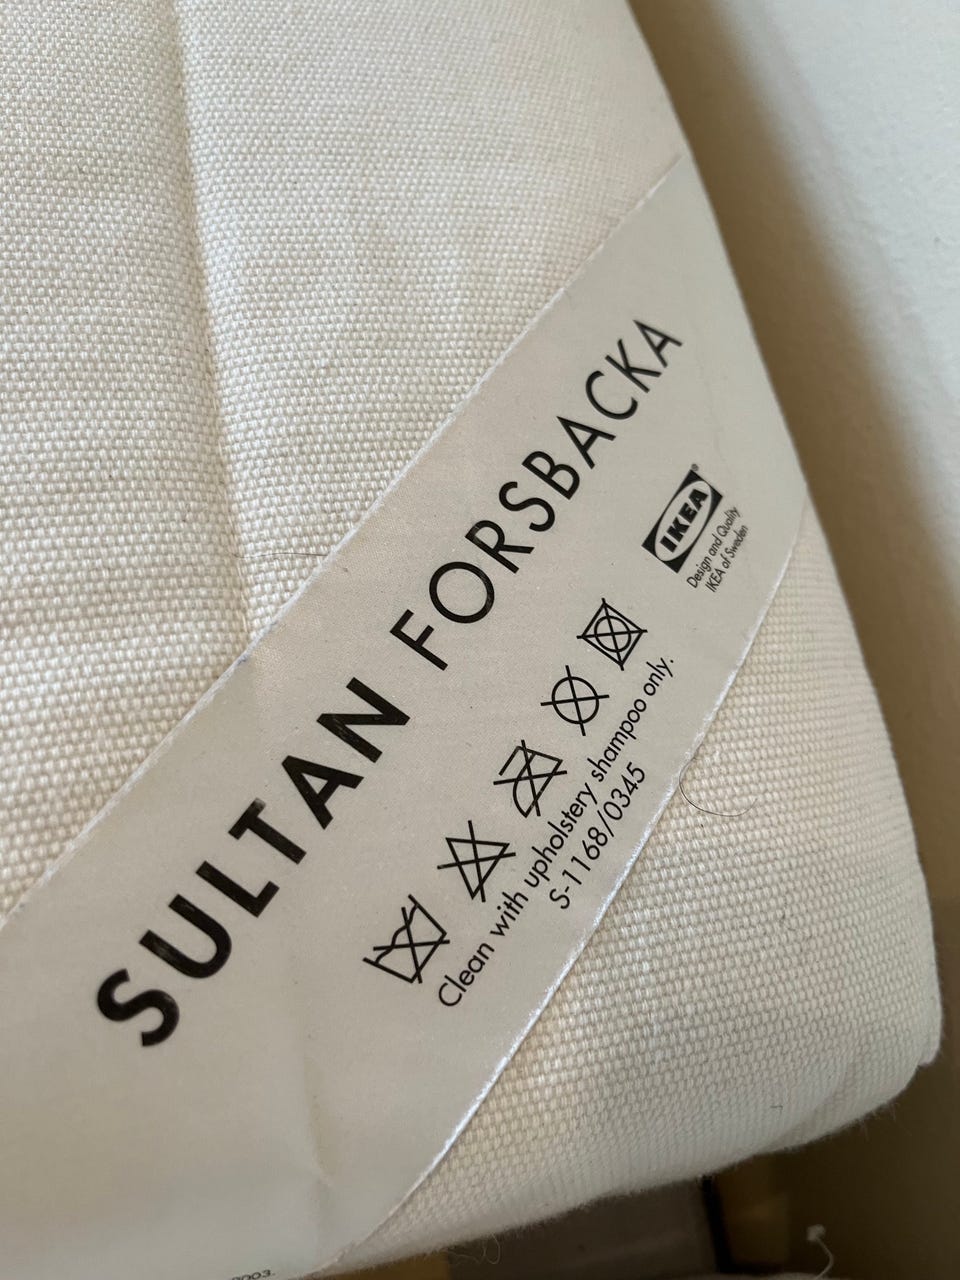 SULTAN FORSBACKA
IKEA®
Design and Quality
IKEA of Sweden
Clean with upholstery shampoo only.
S-1168/0345